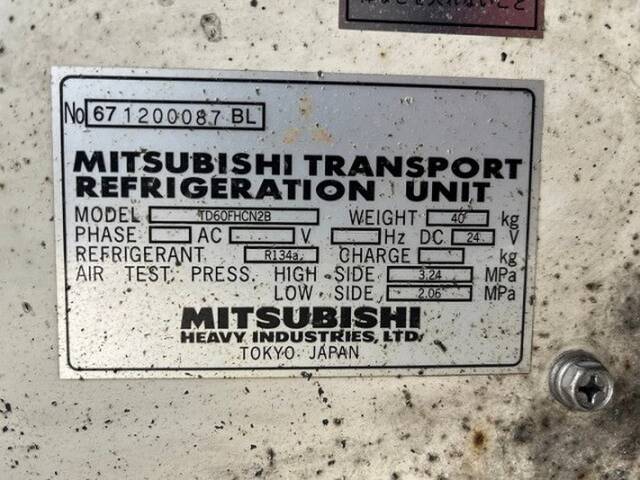 No 671200087 BL
MITSUBISHI TRANSPORT
REFRIGERATION UNIT
MODEL TD60FHCN2B WEIGHT 40 kg
PHASE AC V Hz DC 24 V
REFRIGERANT R134a CHARGE kg
AIR TEST PRESS. HIGH SIDE 3.24 MPa
LOW SIDE 2.06 MPa
MITSUBISHI
HEAVY INDUSTRIES, LTD.
TOKYO JAPAN